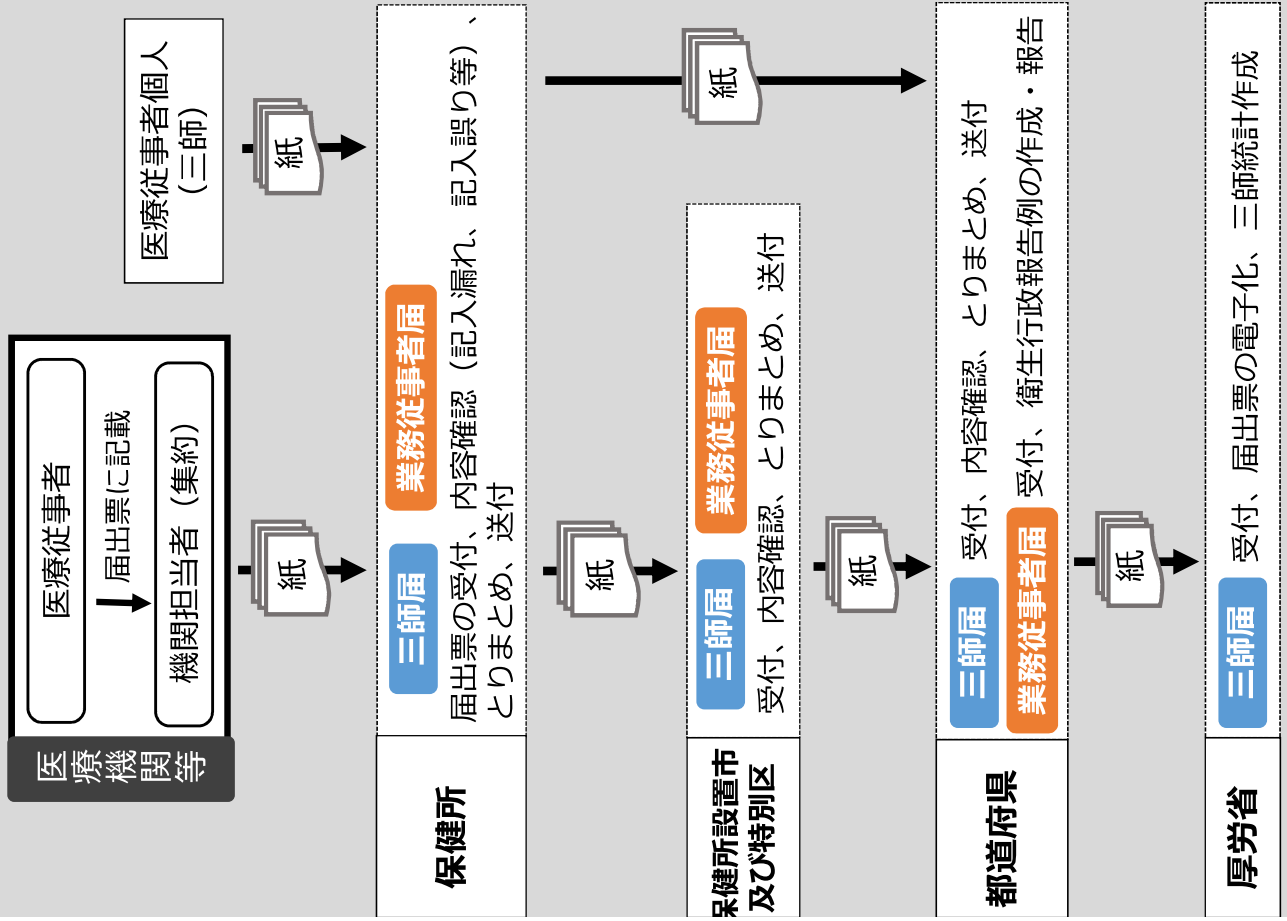 医療機関等
医療従事者
届出票に記載
機関担当者（集約）
医療従事者個人
（三師）
紙
紙
保健所
三師届
業務従事者届
届出票の受付、内容確認（記入漏れ、記入誤り等）、
とりまとめ、送付
紙
紙
保健所設置市
及び特別区
三師届
業務従事者届
受付、内容確認、とりまとめ、送付
紙
都道府県
三師届 受付、内容確認、とりまとめ、送付
業務従事者届 受付、衛生行政報告例の作成・報告
紙
厚労省
三師届 受付、届出票の電子化、三師統計作成